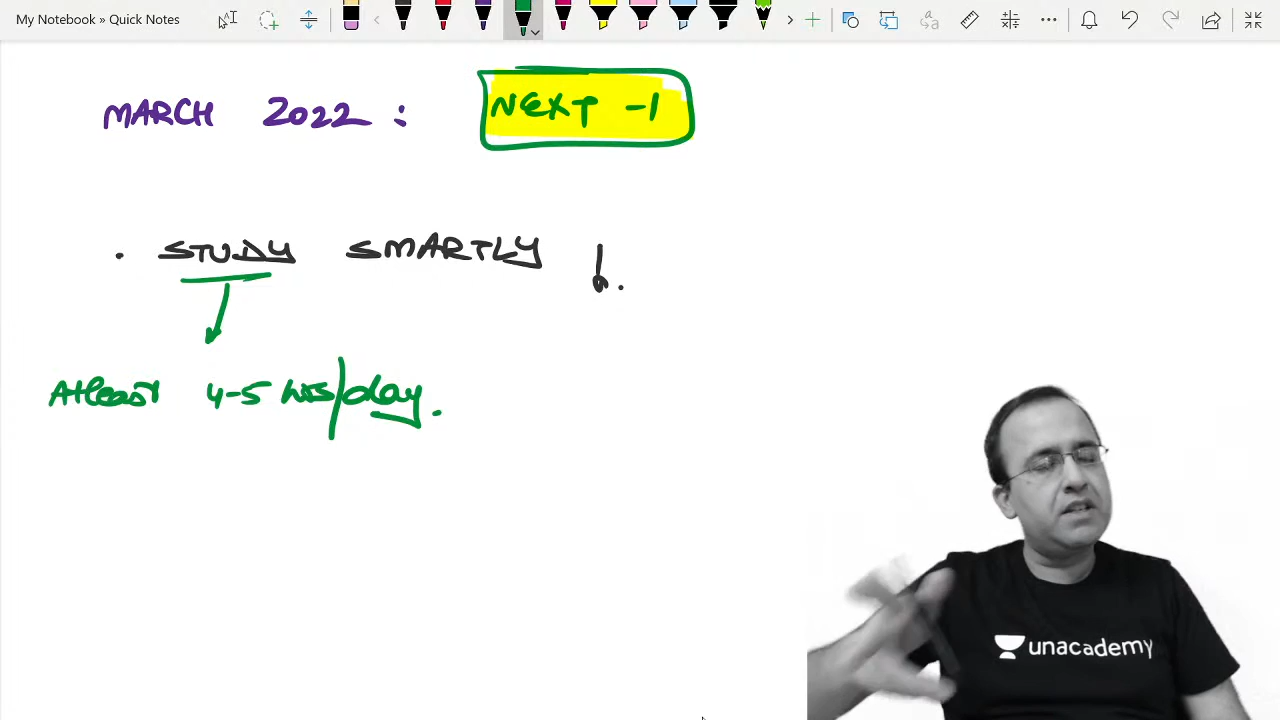 My Notebook » Quick Notes
MARCH 2022 : NEXT -1
. STUDY SMARTLY
Atleast 4-5 hrs/day.
unacademy